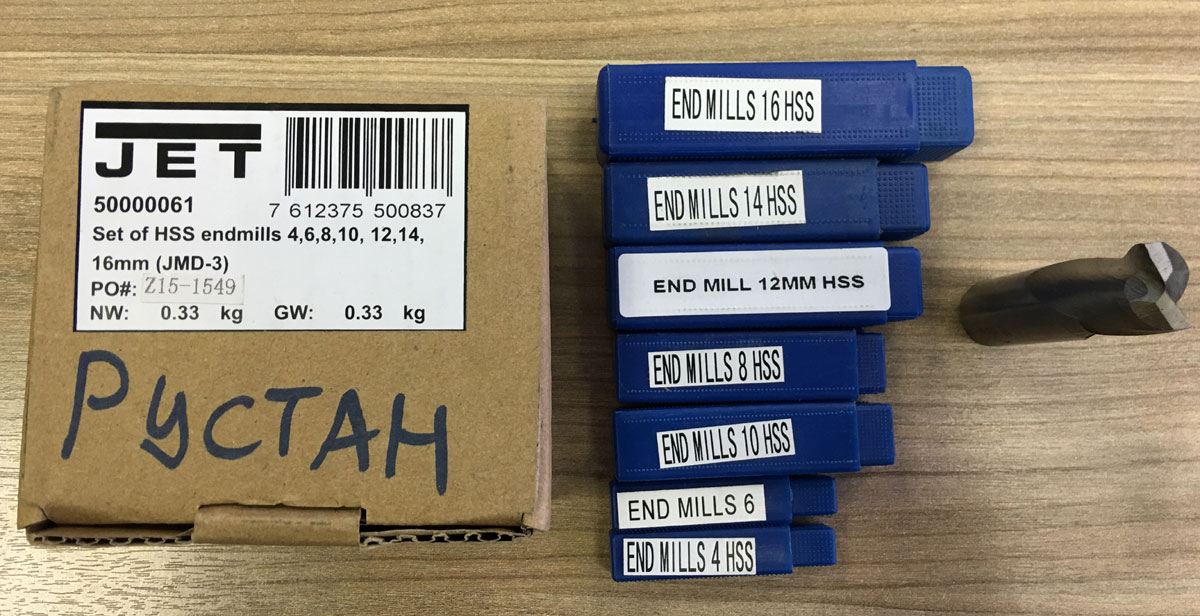 JET
50000061
7 612375 500837
Set of HSS endmills 4,6,8,10, 12,14,
16mm (JMD-3)
PO#: Z15-1549
NW: 0.33 kg GW: 0.33 kg
РУСТАН
END MILLS 16 HSS
END MILLS 14 HSS
END MILL 12MM HSS
END MILLS 8 HSS
END MILLS 10 HSS
END MILLS 6
END MILLS 4 HSS